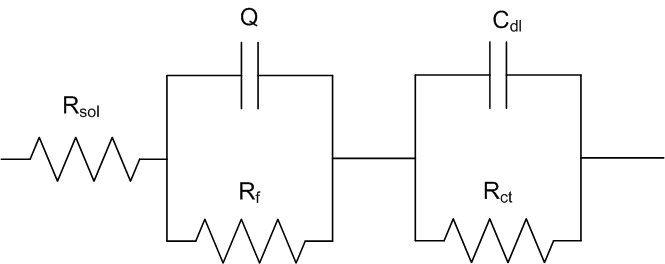 Q
C_dl
R_sol
R_f
R_ct